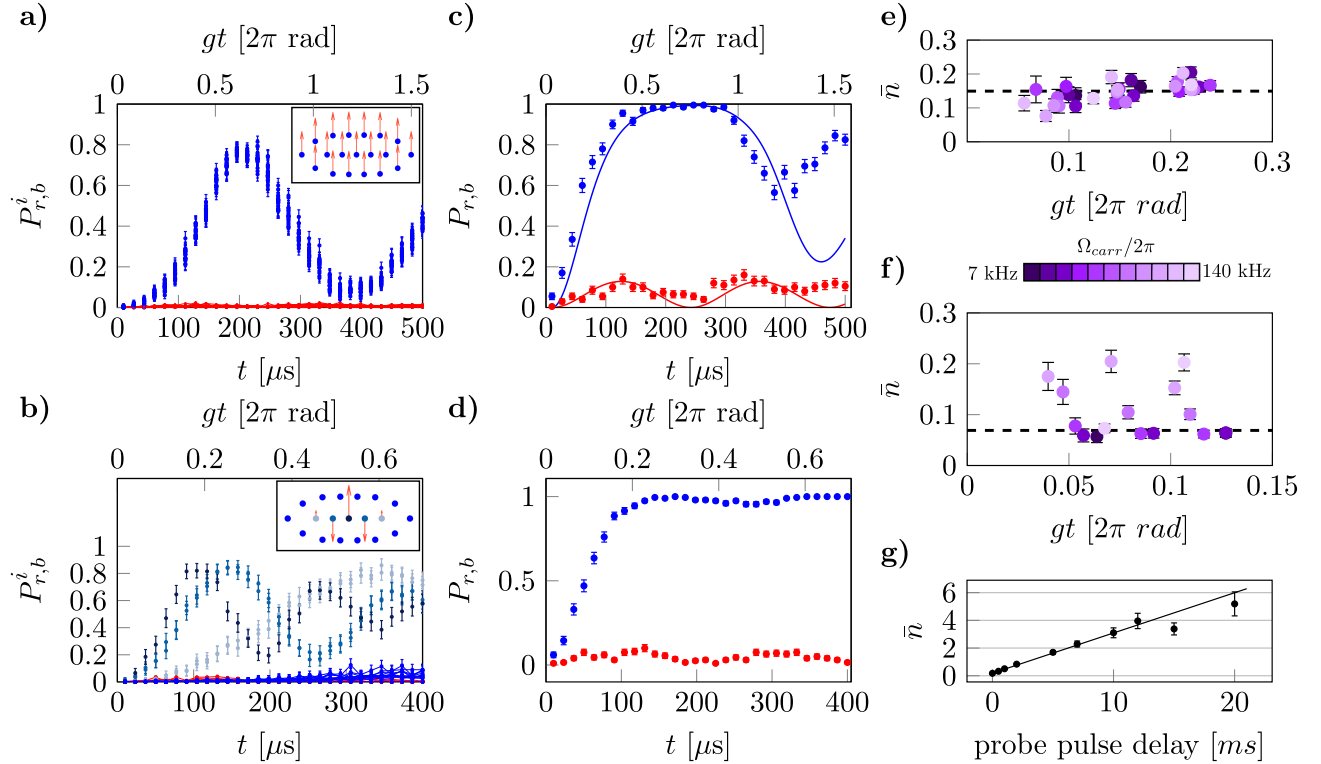 a)
gt [2π rad]
0 0.5 1 1.5
1
0.8
0.6
0.4
0.2
0
P^i_{r,b}
0 100 200 300 400 500
t [μs]
b)
gt [2π rad]
0 0.2 0.4 0.6
1
0.8
0.6
0.4
0.2
0
P^i_{r,b}
0 100 200 300 400
t [μs]
c)
gt [2π rad]
0 0.5 1 1.5
1
0.8
0.6
0.4
0.2
0
P_{r,b}
0 100 200 300 400 500
t [μs]
d)
gt [2π rad]
0 0.2 0.4 0.6
1
0.5
0
P_{r,b}
0 100 200 300 400
t [μs]
e)
0.3
0.2
0.1
0
n̄
0.1 0.2 0.3
gt [2π rad]
Ω_{carr}/2π
7 kHz 140 kHz
f)
0.3
0.2
0.1
0
n̄
0 0.05 0.1 0.15
gt [2π rad]
g)
6
4
2
0
n̄
0 10 20
probe pulse delay [ms]